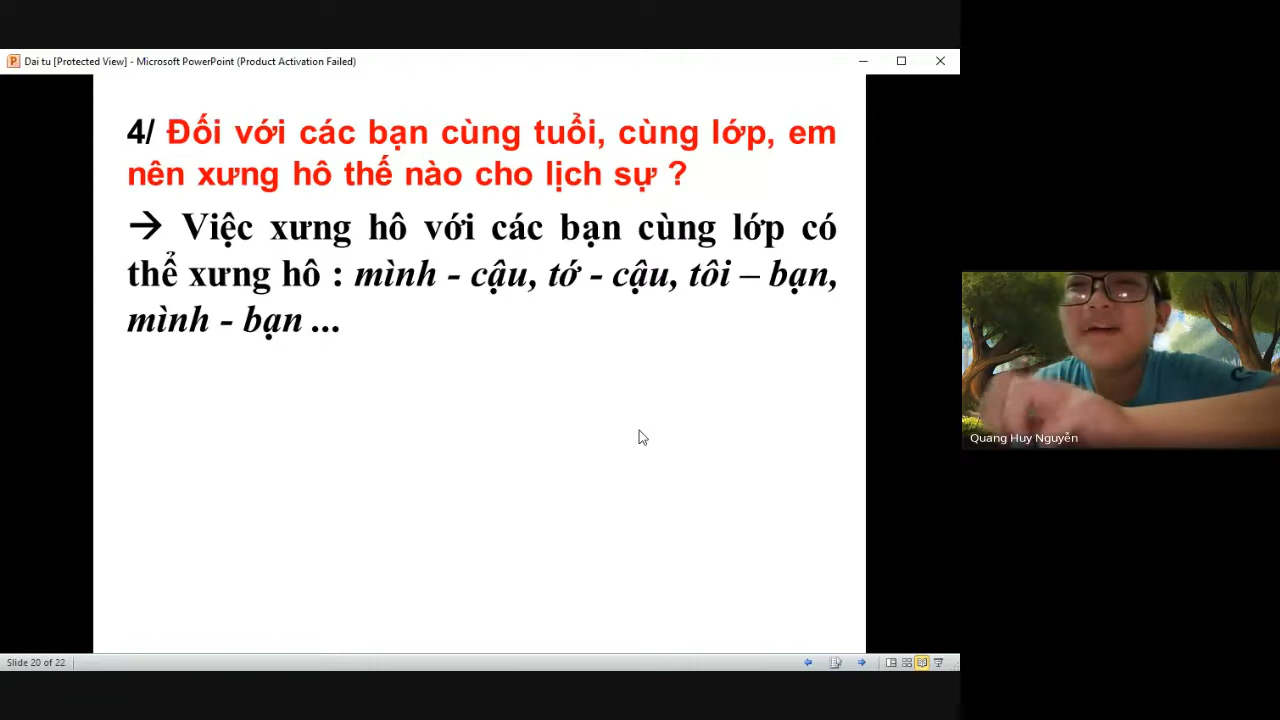 Dai tu [Protected View] - Microsoft PowerPoint (Product Activation Failed)
4/ Đối với các bạn cùng tuổi, cùng lớp, em
nên xưng hô thế nào cho lịch sự ?
→ Việc xưng hô với các bạn cùng lớp có
thể xưng hô : mình - cậu, tớ - cậu, tôi – bạn,
mình - bạn ...
Quang Huy Nguyễn
Slide 20 of 22